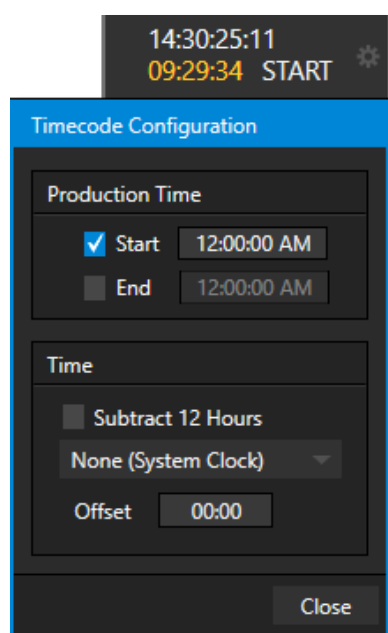 14:30:25:11
09:29:34 START
Timecode Configuration
Production Time
Start 12:00:00 AM
End 12:00:00 AM
Time
Subtract 12 Hours
None (System Clock)
Offset 00:00
Close